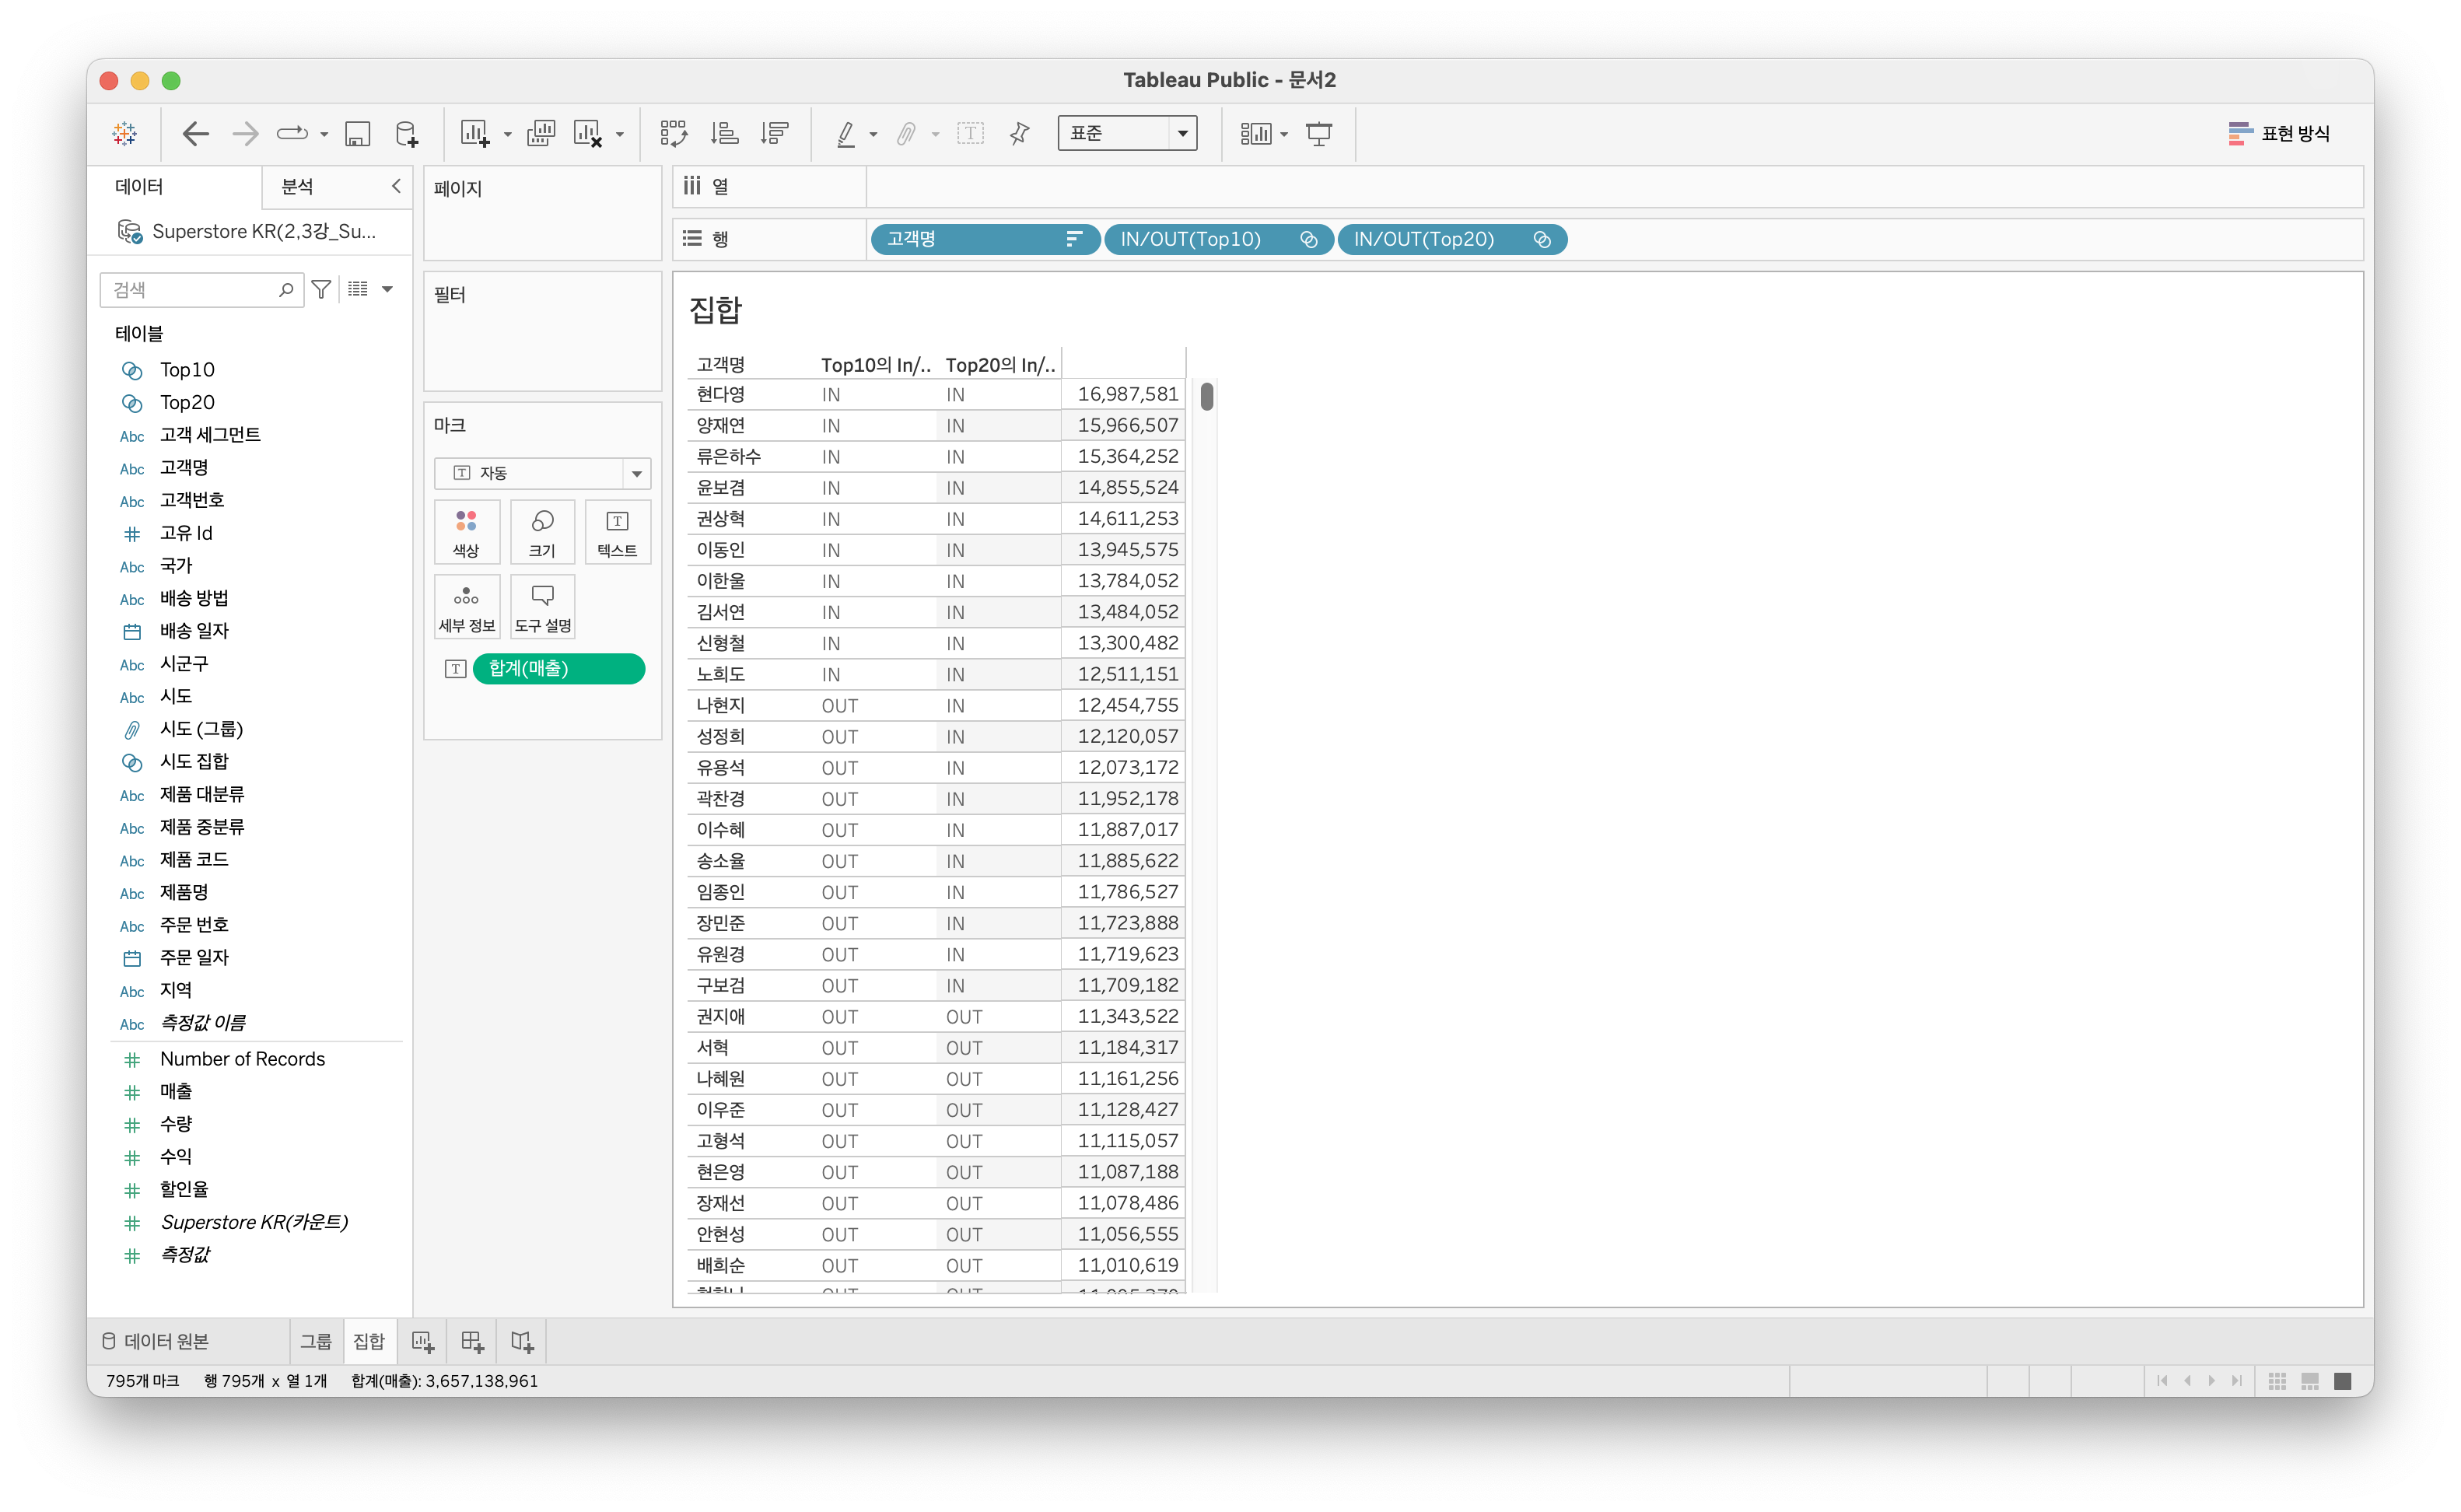 Tableau Public - 문서2
표준
표현 방식
데이터
분석
Superstore KR(2,3강_Su...
검색
테이블
Top10
Top20
Abc 고객 세그먼트
Abc 고객명
Abc 고객번호
고유 Id
Abc 국가
Abc 배송 방법
배송 일자
Abc 시군구
Abc 시도
시도 (그룹)
시도 집합
Abc 제품 대분류
Abc 제품 중분류
Abc 제품 코드
Abc 제품명
Abc 주문 번호
주문 일자
Abc 지역
Abc 측정값 이름
Number of Records
매출
수량
수익
할인율
Superstore KR(카운트)
측정값
페이지
필터
마크
T 자동
색상
크기
T 텍스트
세부 정보
도구 설명
T 합계(매출)
열
행 고객명 IN/OUT(Top10) IN/OUT(Top20)
집합
고객명 Top10의 In/.. Top20의 In/..
현다영 IN IN 16,987,581
양재연 IN IN 15,966,507
류은하수 IN IN 15,364,252
윤보겸 IN IN 14,855,524
권상혁 IN IN 14,611,253
이동인 IN IN 13,945,575
이한울 IN IN 13,784,052
김서연 IN IN 13,484,052
신형철 IN IN 13,300,482
노희도 IN IN 12,511,151
나현지 OUT IN 12,454,755
성정희 OUT IN 12,120,057
유용석 OUT IN 12,073,172
곽찬경 OUT IN 11,952,178
이수혜 OUT IN 11,887,017
송소율 OUT IN 11,885,622
임종인 OUT IN 11,786,527
장민준 OUT IN 11,723,888
유원경 OUT IN 11,719,623
구보검 OUT IN 11,709,182
권지애 OUT OUT 11,343,522
서혁 OUT OUT 11,184,317
나혜원 OUT OUT 11,161,256
이우준 OUT OUT 11,128,427
고형석 OUT OUT 11,115,057
현은영 OUT OUT 11,087,188
장재선 OUT OUT 11,078,486
안현성 OUT OUT 11,056,555
배희순 OUT OUT 11,010,619
OUT OUT
데이터 원본
그룹
집합
795개 마크 행 795개 x 열 1개 합계(매출): 3,657,138,961